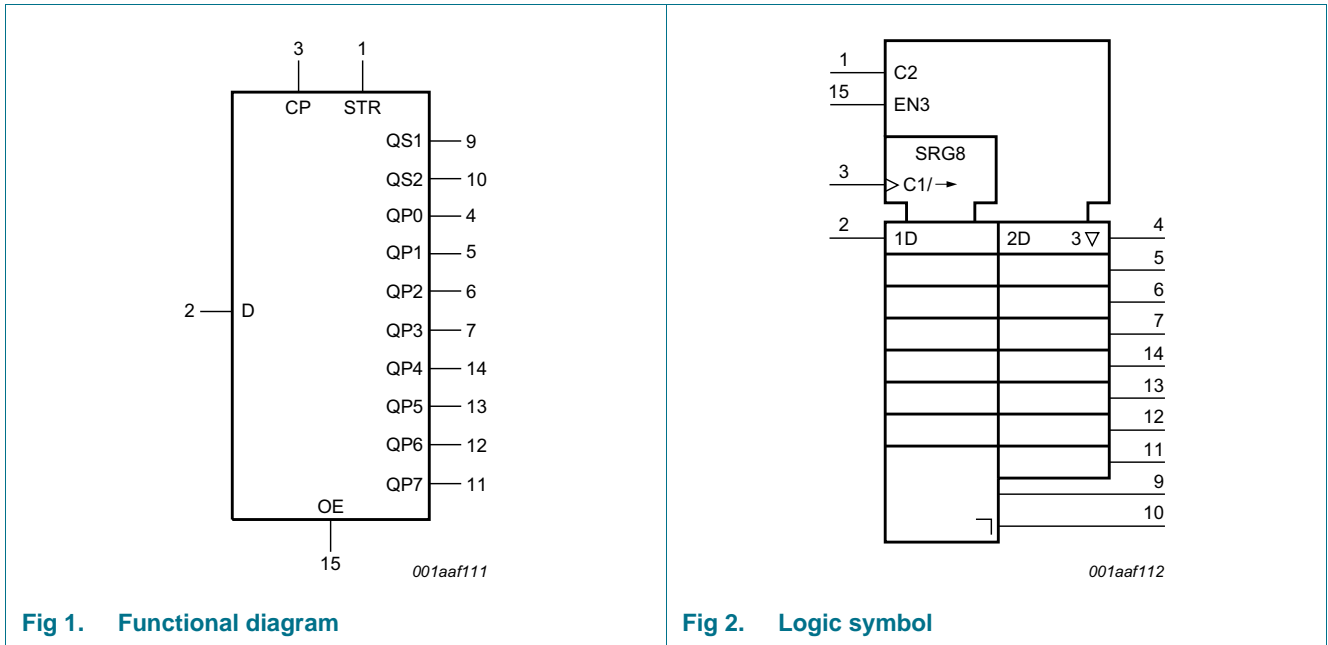 3 1
CP STR
QS1 9
QS2 10
QP0 4
QP1 5
QP2 6
QP3 7
2 D
QP4 14
QP5 13
QP6 12
QP7 11
OE
15
001aaf111
Fig 1. Functional diagram
1 C2
15 EN3
SRG8
3 C1/→
2 1D 2D 3 ▽ 4
5
6
7
14
13
12
11
9
10
001aaf112
Fig 2. Logic symbol